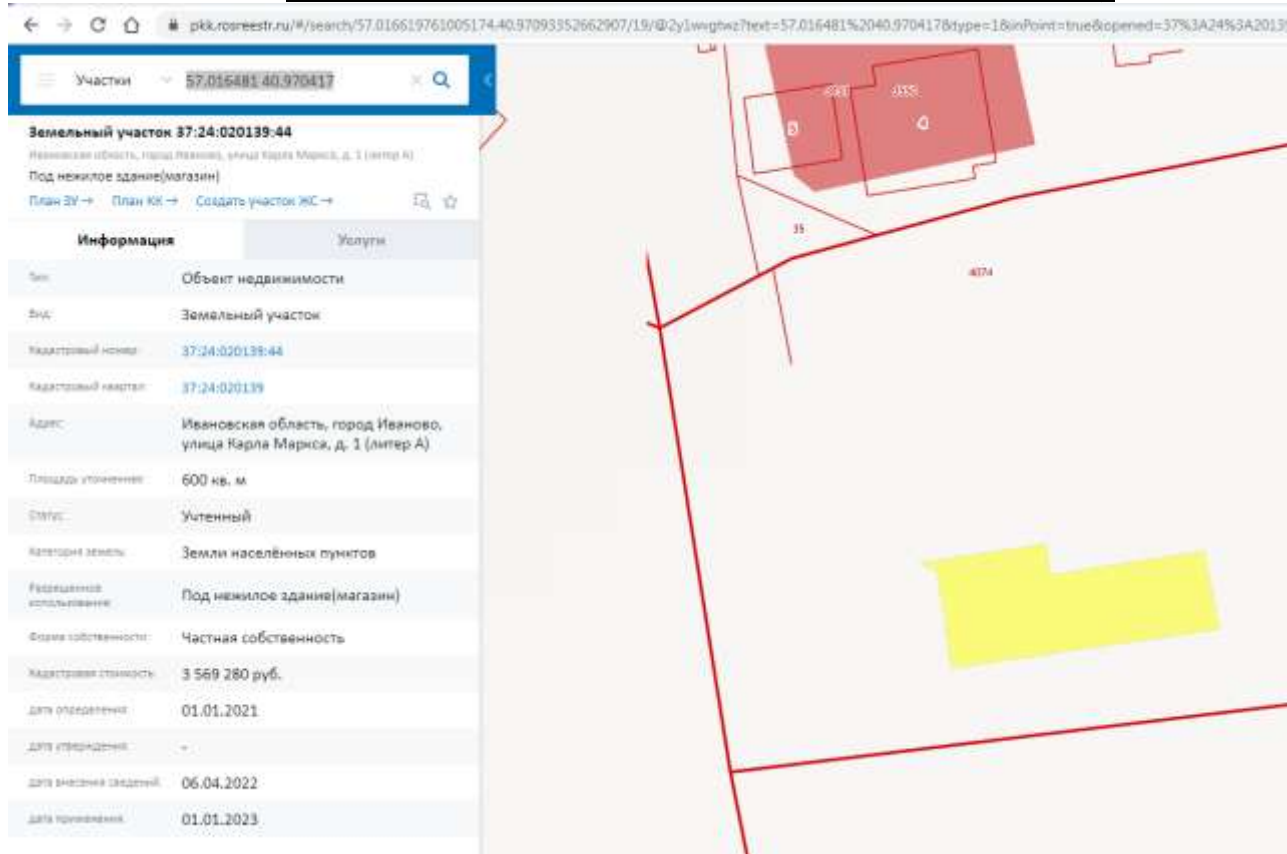 pkk.rosreestr.ru/#/search/57.016619761005174,40.97093352662907/19/@2y1wvgtwz?text=57.016481%2040.970417&type=1&inPoint=true&opened=37%3A24%3A20139
Участки
57.016481 40.970417
Земельный участок 37:24:020139:44
Ивановская область, город Иваново, улица Карла Маркса, д. 1 (литер А)
Под нежилое здание(магазин)
План ЗУ → План КК → Создать участок ЖС →
Информация Услуги
Тип: Объект недвижимости
Вид: Земельный участок
Кадастровый номер: 37:24:020139:44
Кадастровый квартал: 37:24:020139
Адрес: Ивановская область, город Иваново,
улица Карла Маркса, д. 1 (литер А)
Площадь уточненная: 600 кв. м
Статус: Учтенный
Категория земель: Земли населённых пунктов
Разрешенное
использование: Под нежилое здание(магазин)
Форма собственности: Частная собственность
Кадастровая стоимость: 3 569 280 руб.
дата определения: 01.01.2021
дата утверждения: -
дата внесения сведений: 06.04.2022
дата применения: 01.01.2023
35
4074